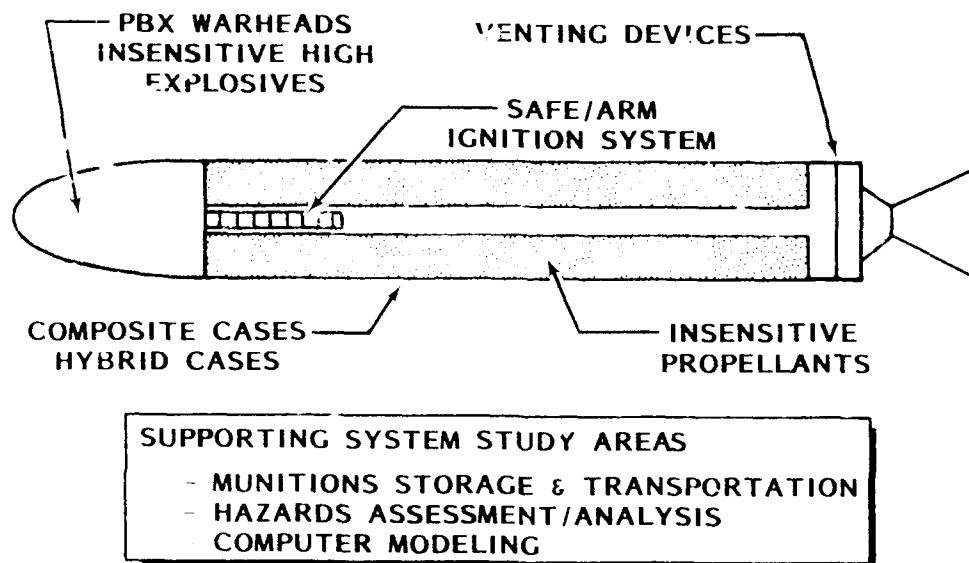 PBX WARHEADS
INSENSITIVE HIGH
EXPLOSIVES
VENTING DEVICES
SAFE/ARM
IGNITION SYSTEM
COMPOSITE CASES
HYBRID CASES
INSENSITIVE
PROPELLANTS
SUPPORTING SYSTEM STUDY AREAS
- MUNITIONS STORAGE & TRANSPORTATION
- HAZARDS ASSESSMENT/ANALYSIS
- COMPUTER MODELING